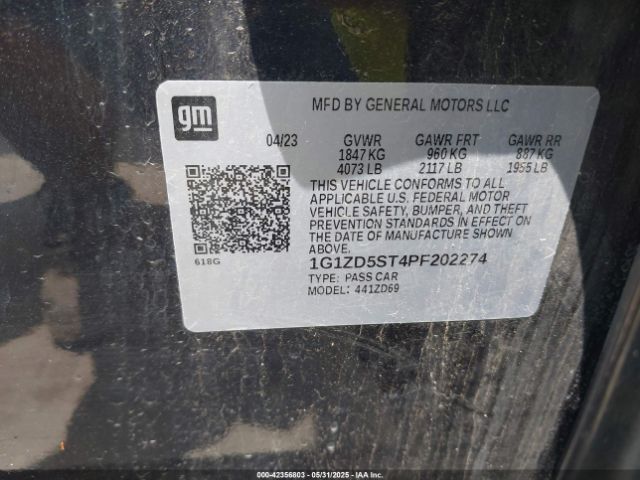 gm
MFD BY GENERAL MOTORS LLC
04/23 GVWR GAWR FRT GAWR RR
1847 KG 960 KG 887 KG
4073 LB 2117 LB 1955 LB
THIS VEHICLE CONFORMS TO ALL
APPLICABLE U.S. FEDERAL MOTOR
VEHICLE SAFETY, BUMPER, AND THEFT
PREVENTION STANDARDS IN EFFECT ON
THE DATE OF MANUFACTURE SHOWN
ABOVE.
618G
1G1ZD5ST4PF202274
TYPE: PASS CAR
MODEL: 441ZD69
000-42356803 - 05/31/2025 - IAAI.COM